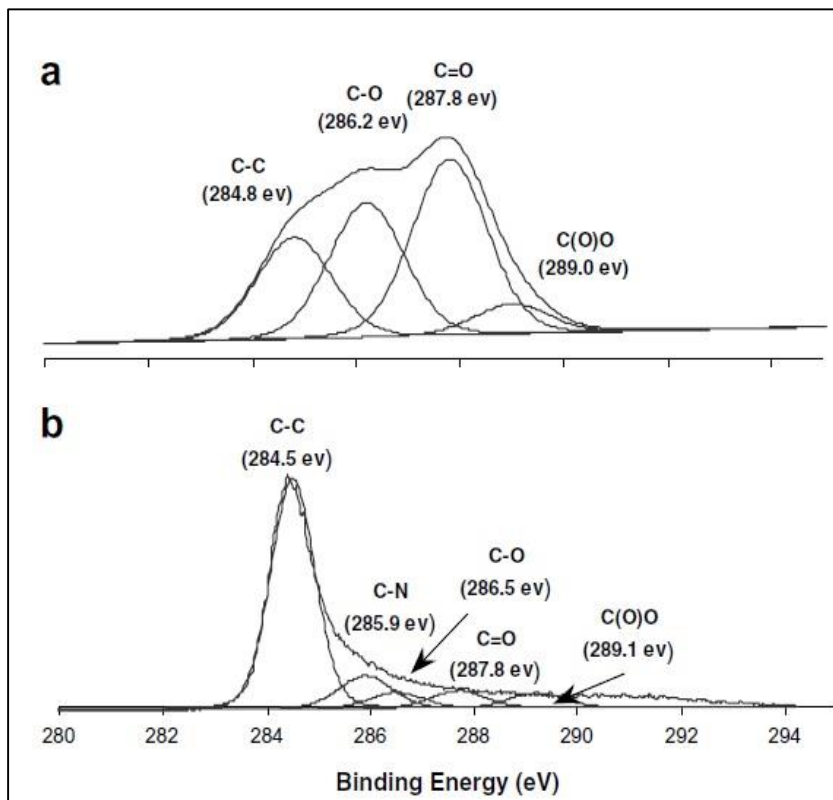 a
C=O
(287.8 ev)
C-O
(286.2 ev)
C-C
(284.8 ev)
C(O)O
(289.0 ev)
b
C-C
(284.5 ev)
C-O
(286.5 ev)
C-N
(285.9 ev)
C(O)O
(289.1 ev)
C=O
(287.8 ev)
280 282 284 286 288 290 292 294
Binding Energy (eV)